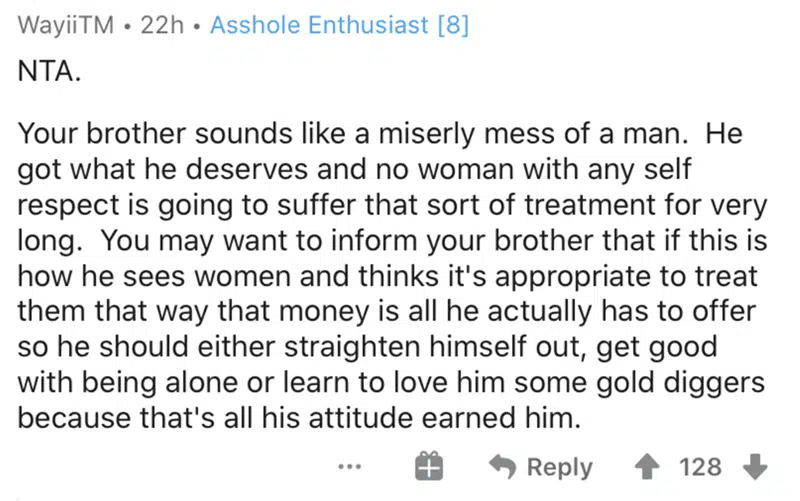 WayiiTM • 22h • Asshole Enthusiast [8]
NTA.
Your brother sounds like a miserly mess of a man.  He
got what he deserves and no woman with any self
respect is going to suffer that sort of treatment for very
long.  You may want to inform your brother that if this is
how he sees women and thinks it's appropriate to treat
them that way that money is all he actually has to offer
so he should either straighten himself out, get good
with being alone or learn to love him some gold diggers
because that's all his attitude earned him.
Reply 128